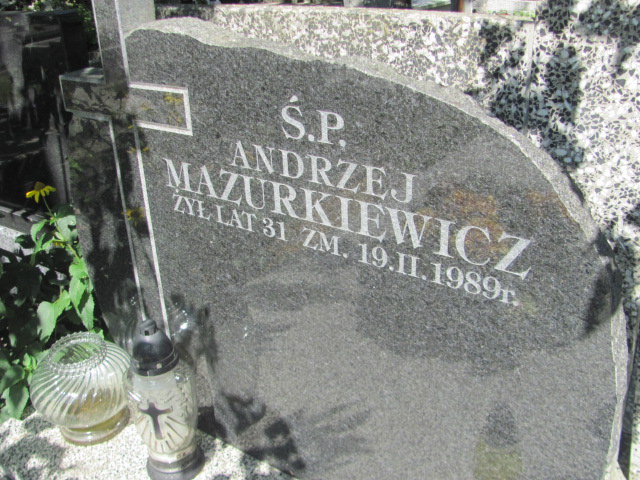 Ś.P.
ANDRZEJ
MAZURKIEWICZ
ŻYŁ LAT 31 ZM. 19.II.1989r.